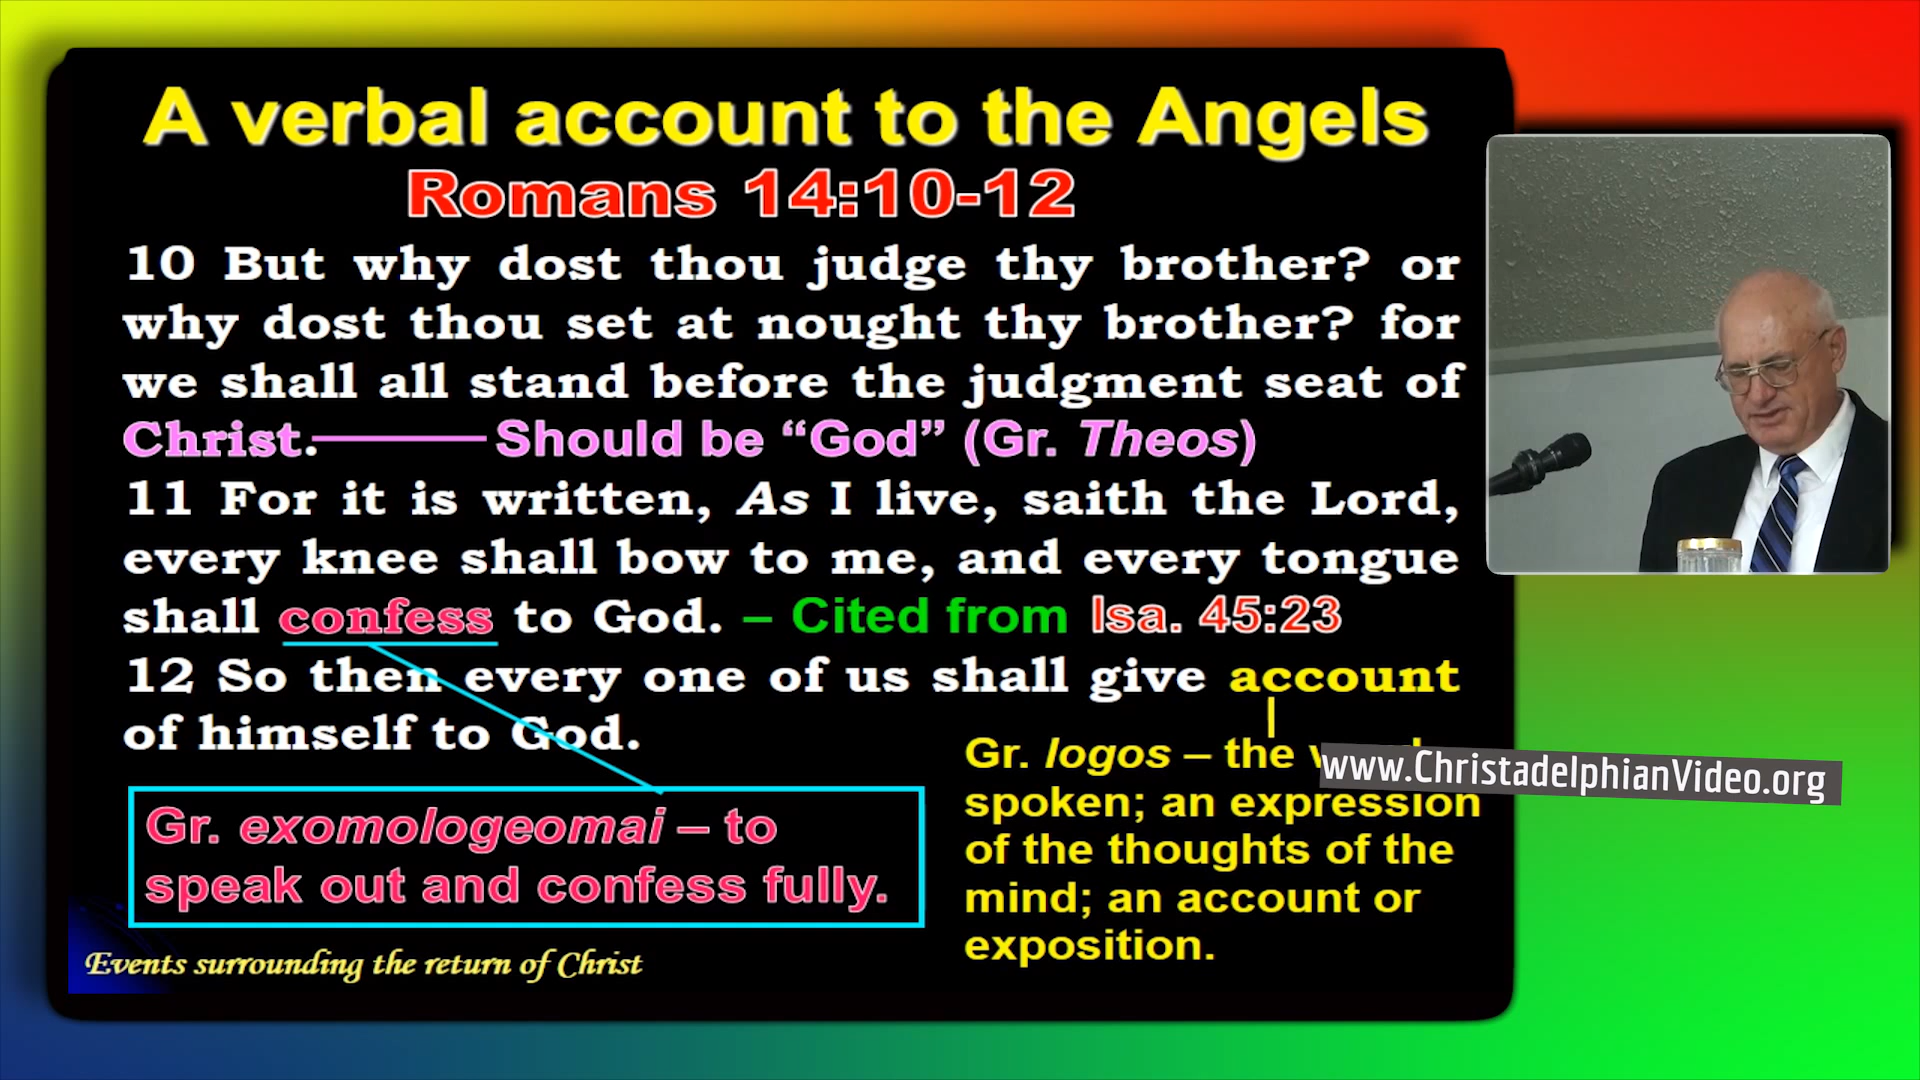 A verbal account to the Angels
Romans 14:10-12
10 But why dost thou judge thy brother? or
why dost thou set at nought thy brother? for
we shall all stand before the judgment seat of
Christ. Should be “God” (Gr. Theos)
11 For it is written, As I live, saith the Lord,
every knee shall bow to me, and every tongue
shall confess to God. – Cited from Isa. 45:23
12 So then every one of us shall give account
of himself to God.
Gr. exomologeomai – to
speak out and confess fully.
Gr. logos – the
spoken; an expression
of the thoughts of the
mind; an account or
exposition.
www.ChristadelphianVideo.org
Events surrounding the return of Christ